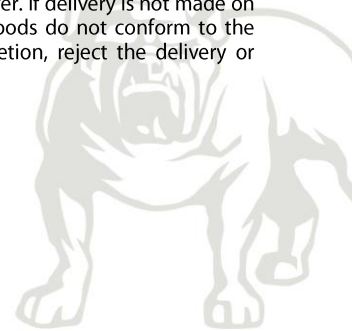 er. If delivery is not made on
oods do not conform to the
etion, reject the delivery or